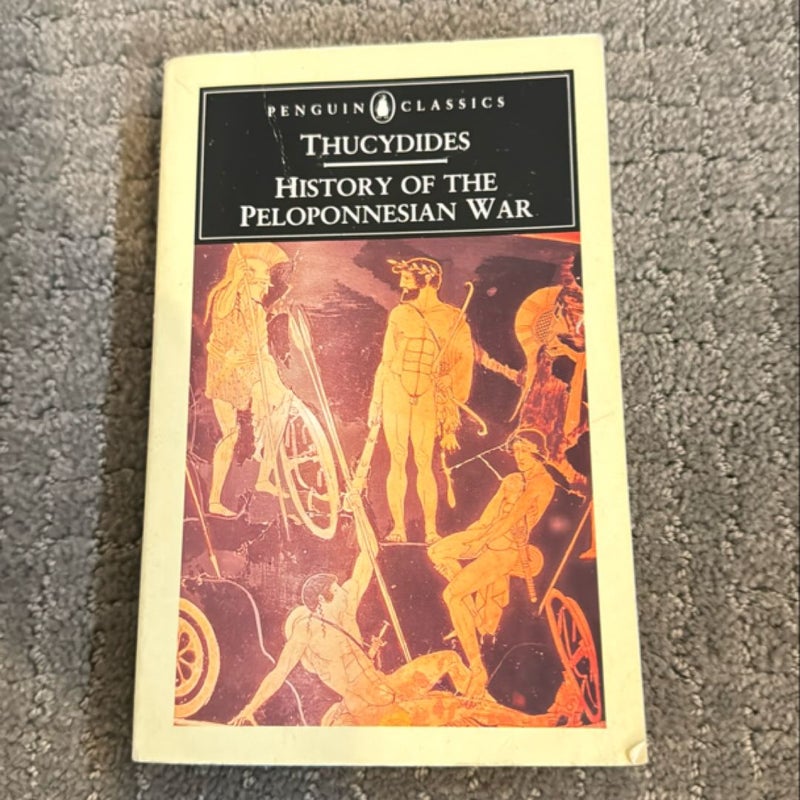 PENGUIN CLASSICS
THUCYDIDES
HISTORY OF THE
PELOPONNESIAN WAR